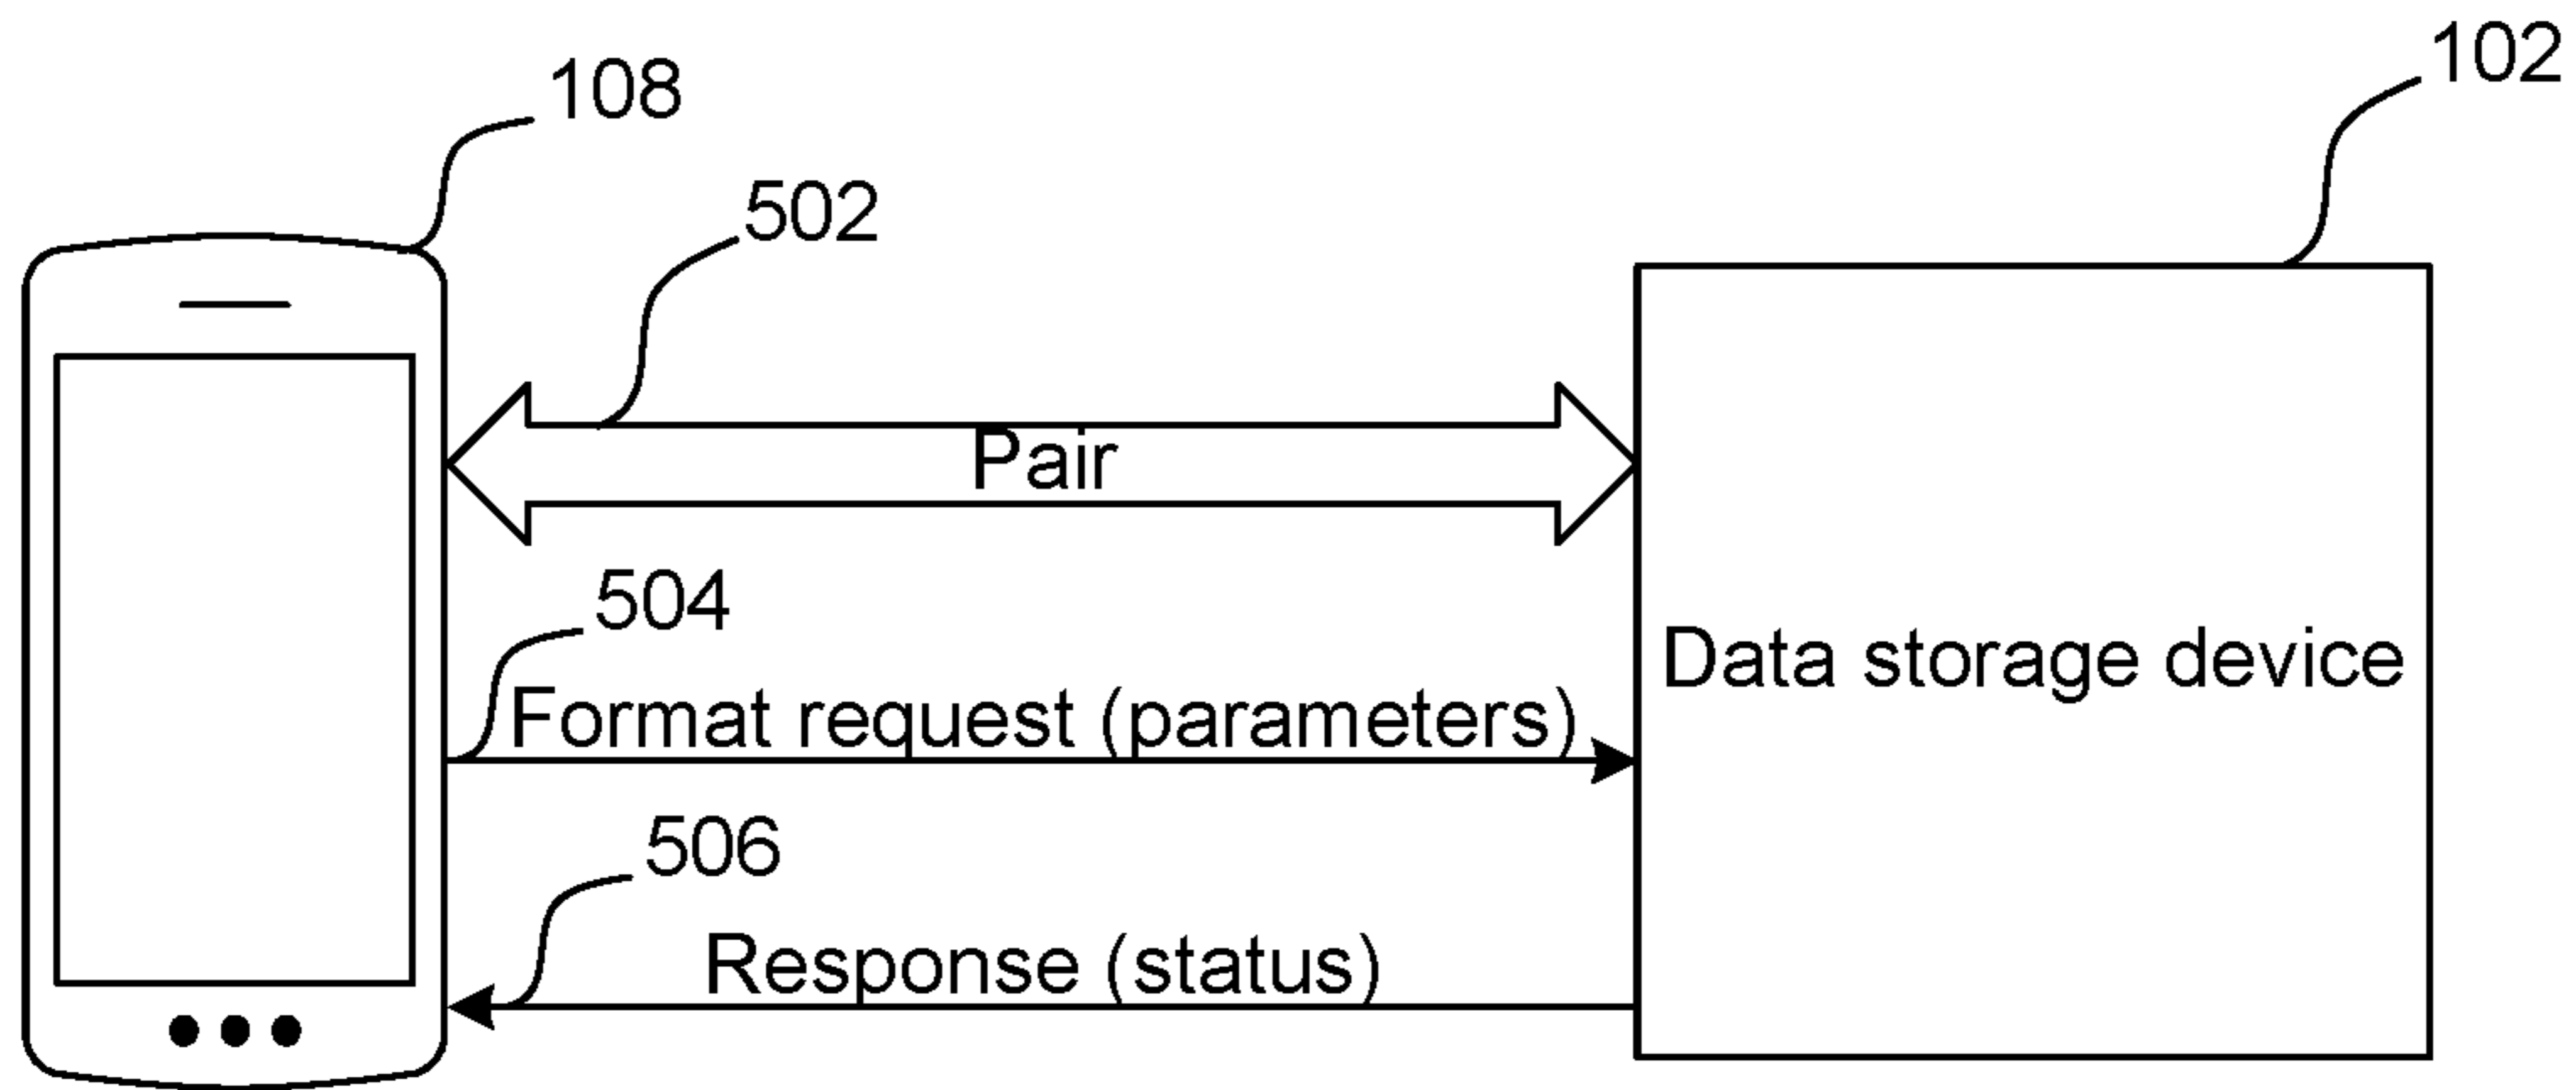 102
108
502
Pair
504
Data storage device
Format request (parameters)
506
Response (status)